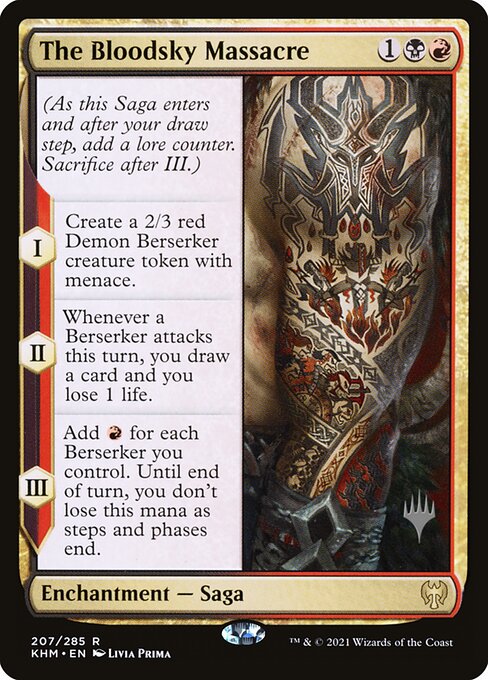 The Bloodsky Massacre 1
(As this Saga enters
and after your draw
step, add a lore counter.
Sacrifice after III.)
I
Create a 2/3 red
Demon Berserker
creature token with
menace.
II
Whenever a
Berserker attacks
this turn, you draw
a card and you
lose 1 life.
III
Add for each
Berserker you
control. Until end
of turn, you don't
lose this mana as
steps and phases
end.
Enchantment — Saga
207/285 R
KHM • EN Livia Prima
™ & © 2021 Wizards of the Coast